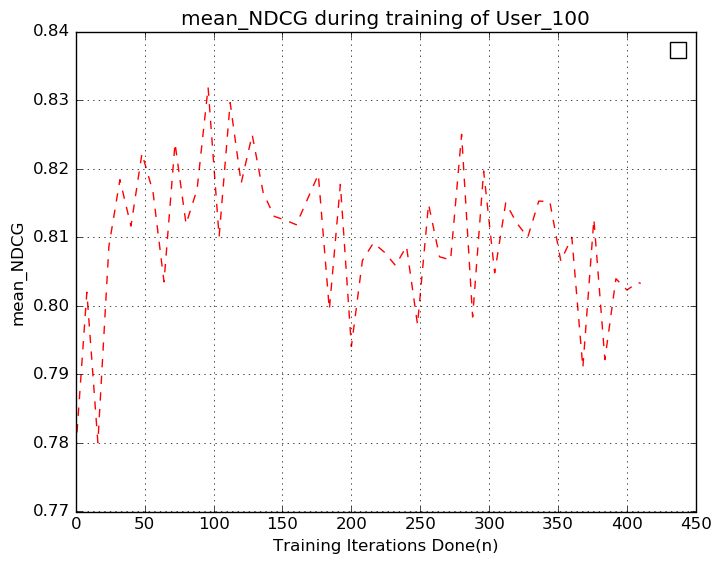 mean_NDCG during training of User_100
0.84
0.83
0.82
0.81
0.80
0.79
0.78
0.77
mean_NDCG
0 50 100 150 200 250 300 350 400 450
Training Iterations Done(n)